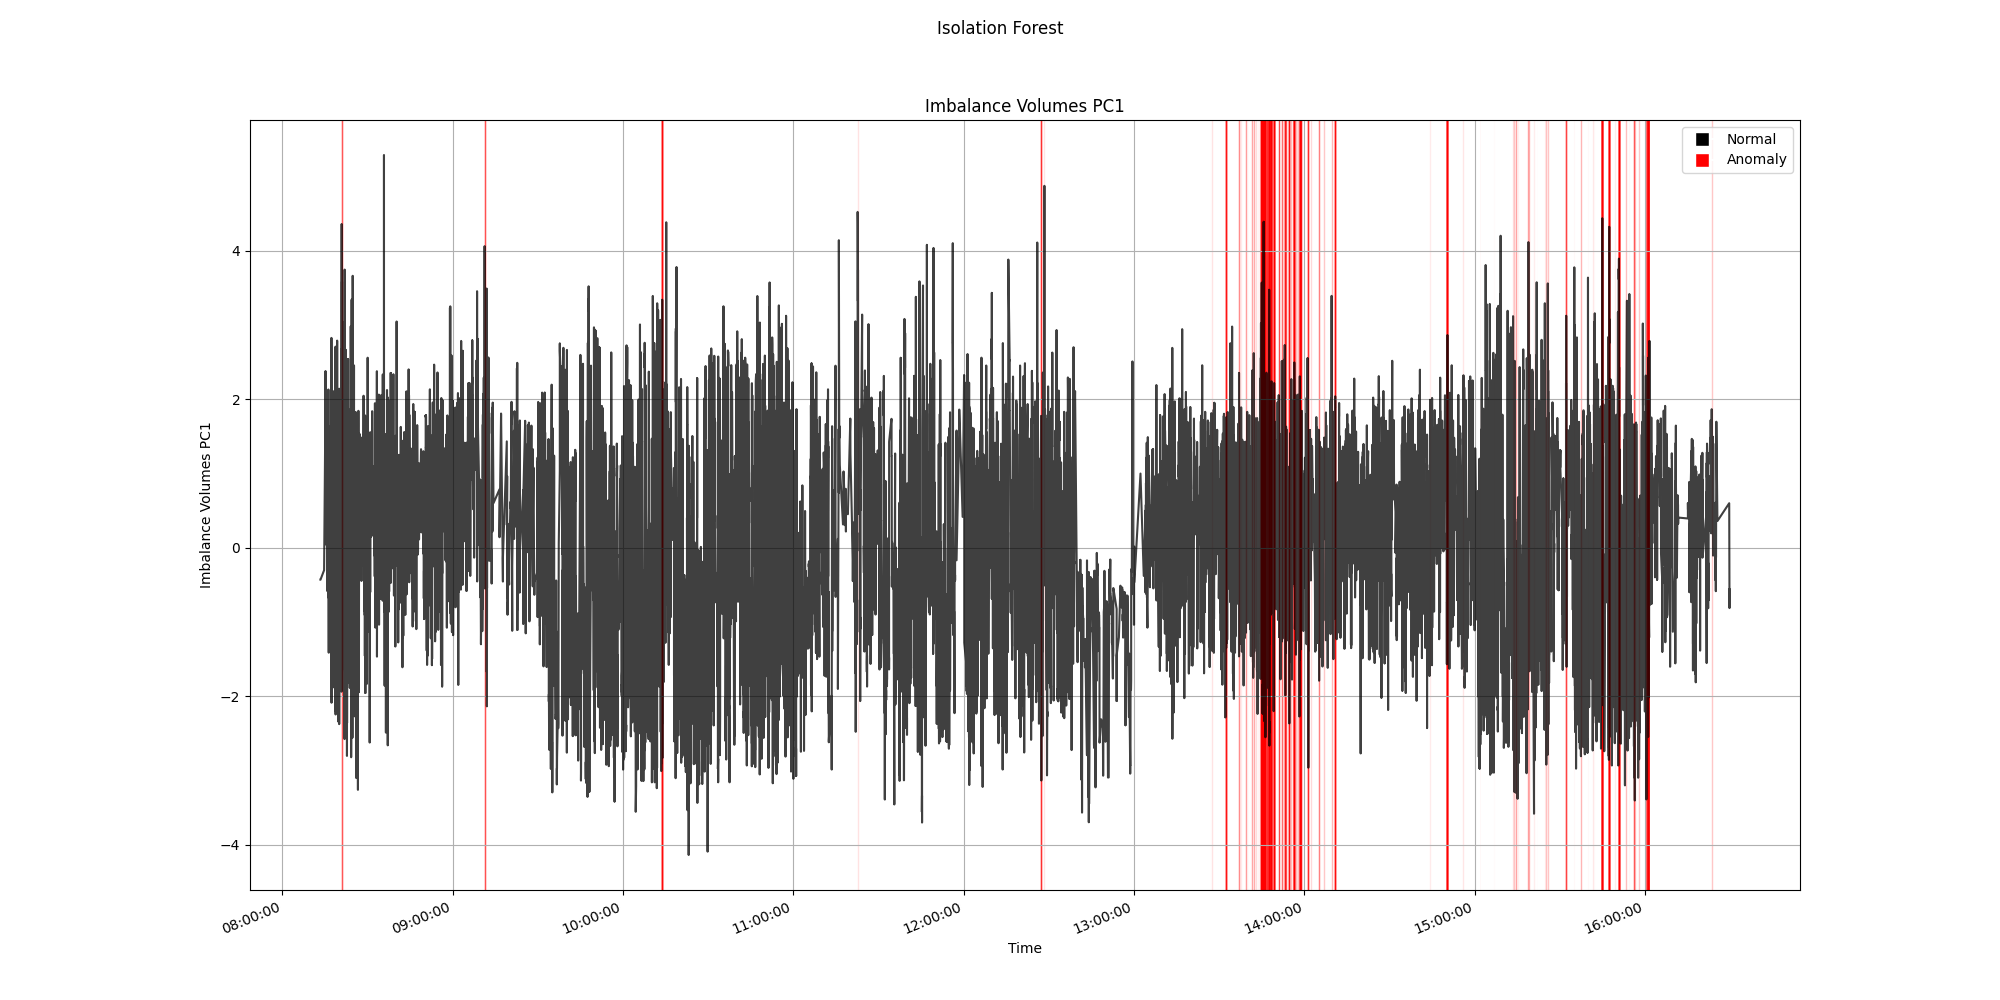 Isolation Forest
Imbalance Volumes PC1
Normal
Anomaly
Imbalance Volumes PC1
4
2
0
−2
−4
08:00:00
09:00:00
10:00:00
11:00:00
12:00:00
13:00:00
14:00:00
15:00:00
16:00:00
Time